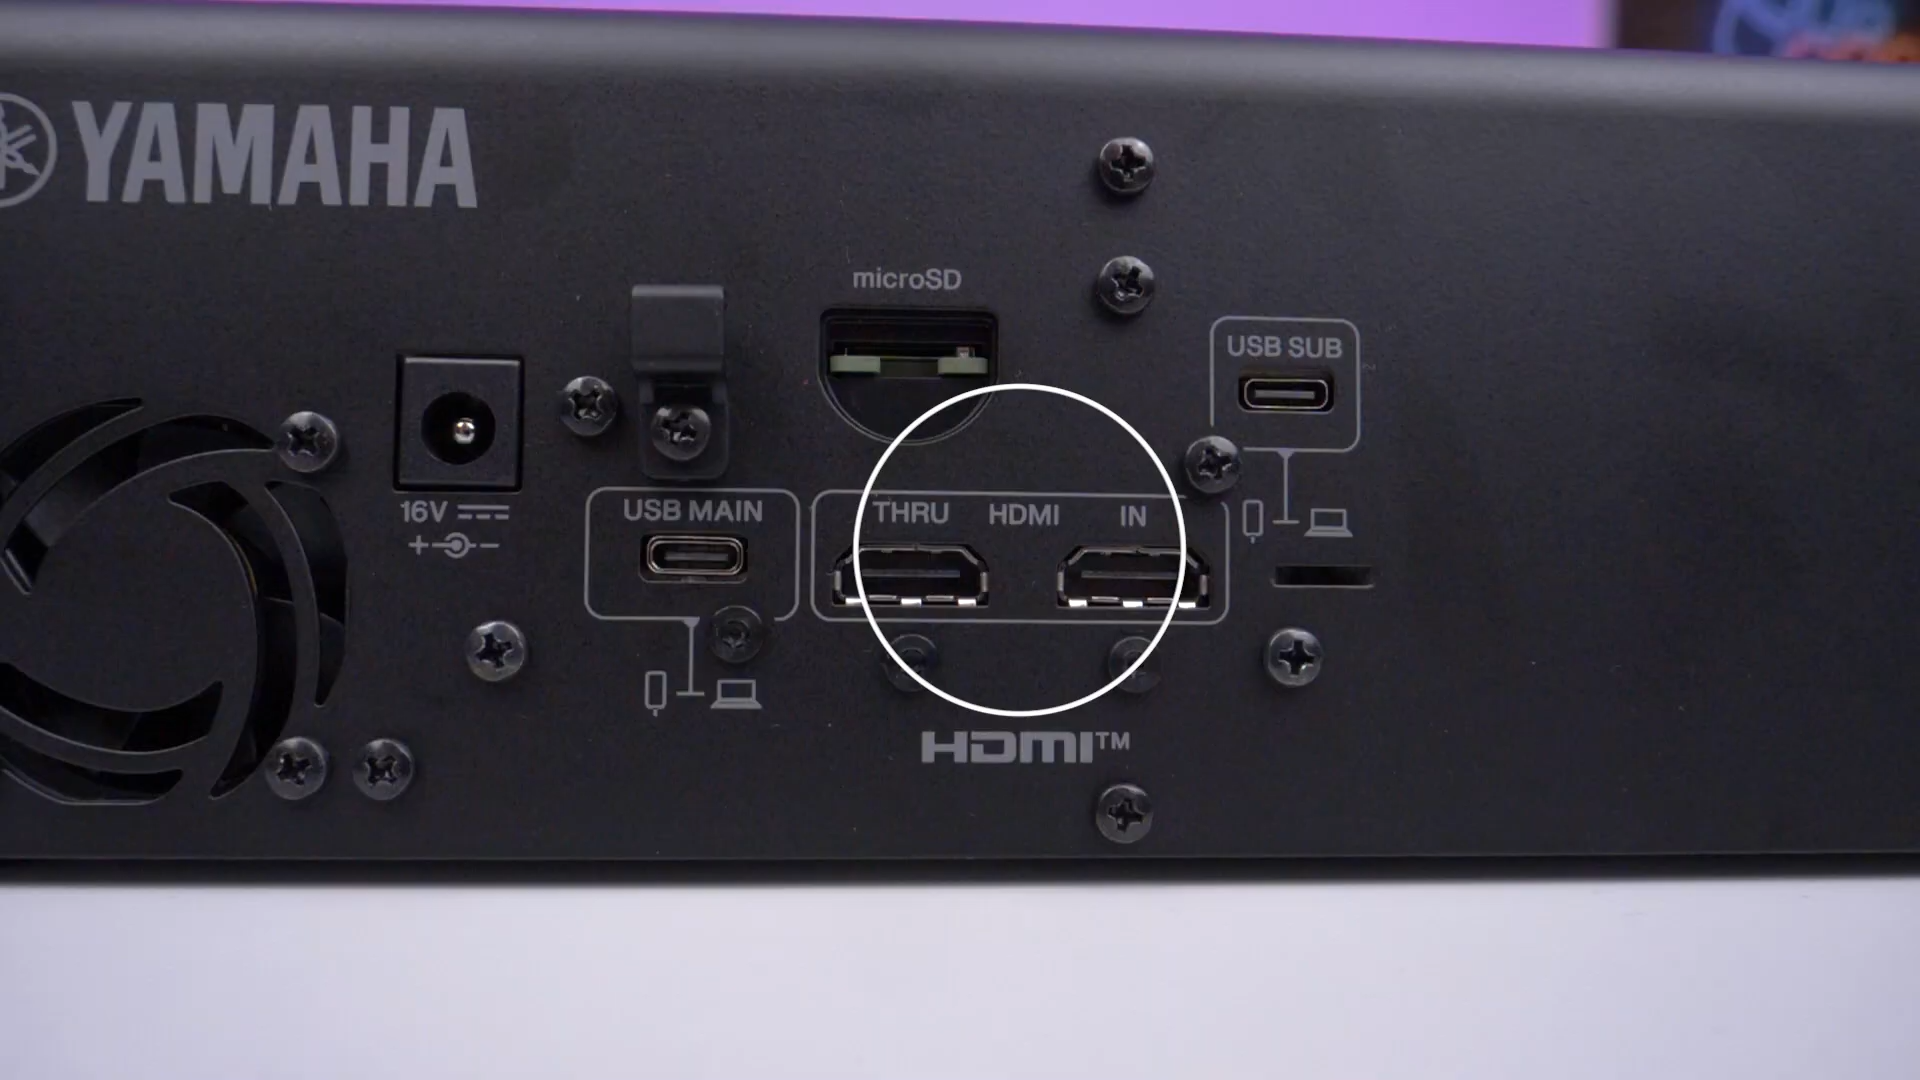 YAMAHA
microSD
USB SUB
16V
USB MAIN
THRU HDMI IN
HDMI™